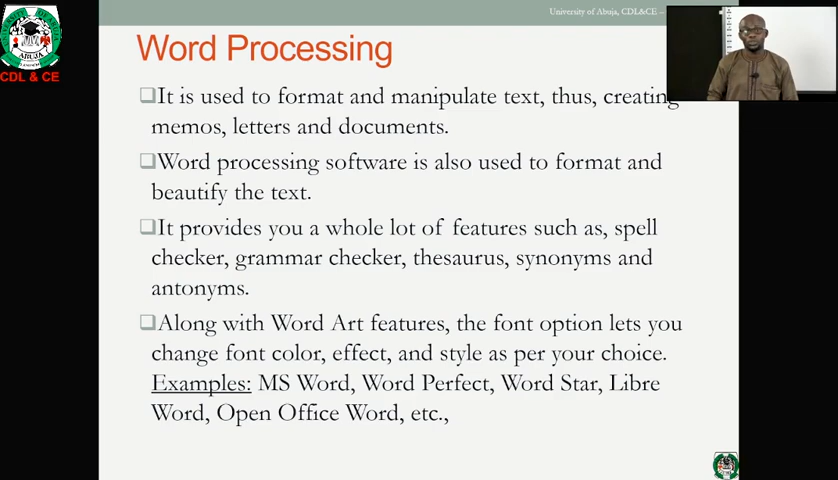 University of Abuja, CDL&CE –
ABUJA
CDL & CE
Word Processing
It is used to format and manipulate text, thus, creating
memos, letters and documents.
Word processing software is also used to format and
beautify the text.
It provides you a whole lot of features such as, spell
checker, grammar checker, thesaurus, synonyms and
antonyms.
Along with Word Art features, the font option lets you
change font color, effect, and style as per your choice.
Examples: MS Word, Word Perfect, Word Star, Libre
Word, Open Office Word, etc.,